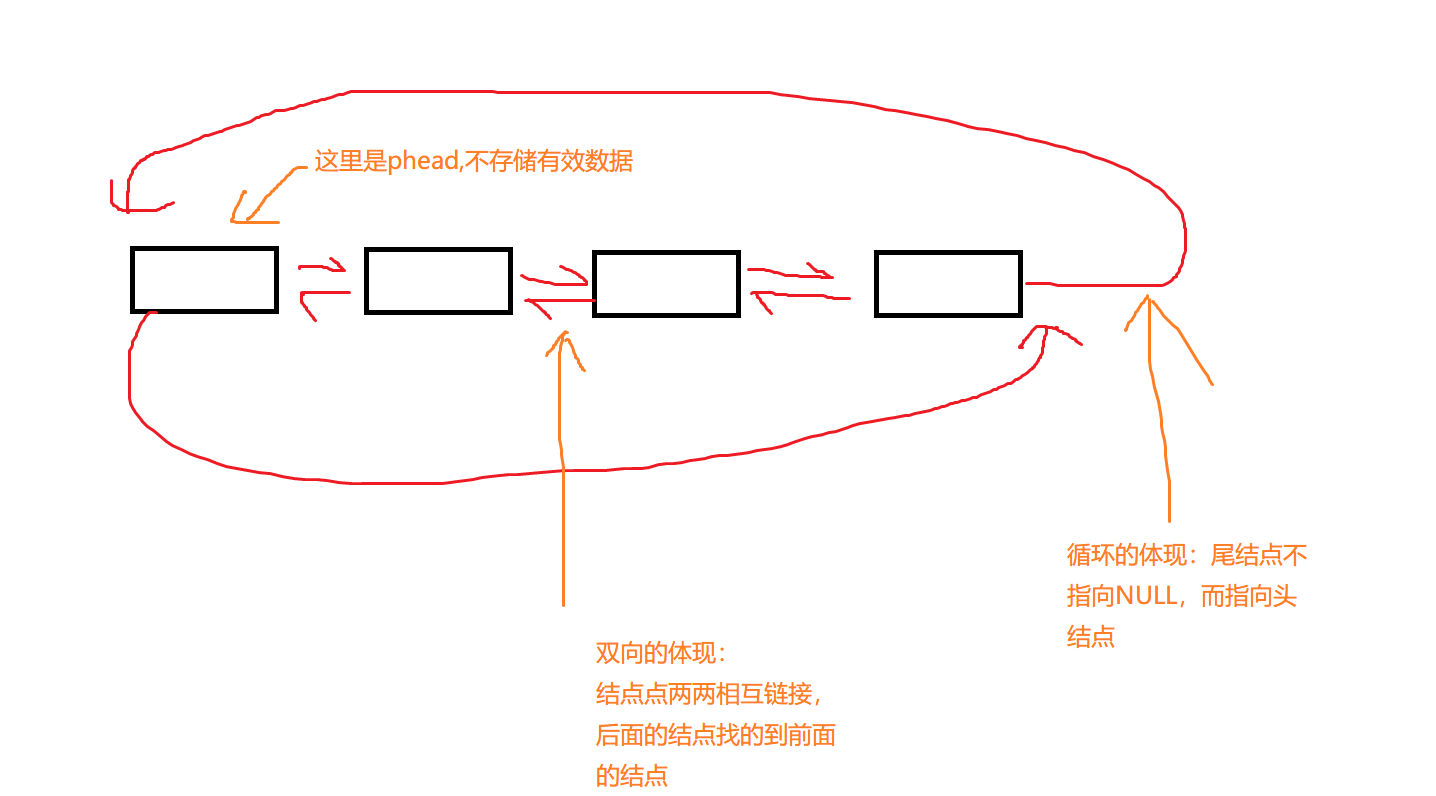 这里是phead,不存储有效数据
循环的体现：尾结点不
指向NULL，而指向头
结点
双向的体现：
结点点两两相互链接，
后面的结点找的到前面
的结点